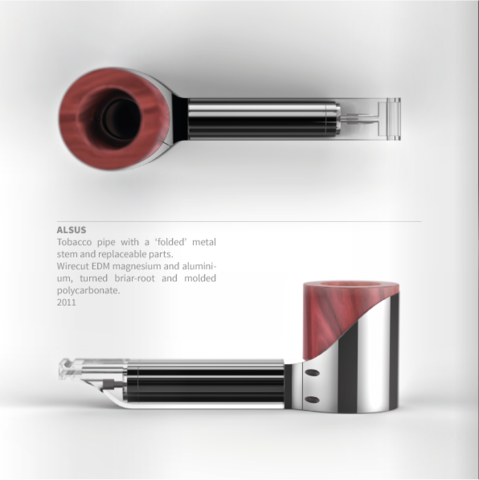 ALSUS
Tobacco pipe with a 'folded' metal
stem and replaceable parts.
Wirecut EDM magnesium and alumini-
um, turned briar-root and molded
polycarbonate.
2011